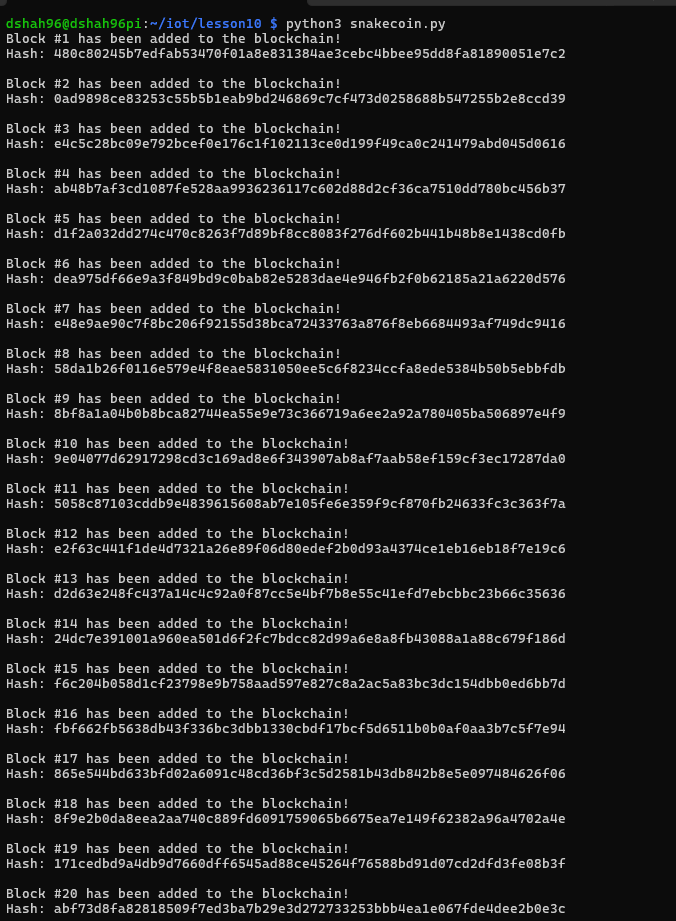 dshah96@dshah96pi:~/iot/lesson10 $ python3 snakecoin.py
Block #1 has been added to the blockchain!
Hash: 480c80245b7edfab53470f01a8e831384ae3cebc4bbee95dd8fa81890051e7c2
Block #2 has been added to the blockchain!
Hash: 0ad9898ce83253c55b5b1eab9bd246869c7cf473d0258688b547255b2e8ccd39
Block #3 has been added to the blockchain!
Hash: e4c5c28bc09e792bcef0e176c1f102113ce0d199f49ca0c241479abd045d0616
Block #4 has been added to the blockchain!
Hash: ab48b7af3cd1087fe528aa9936236117c602d88d2cf36ca7510dd780bc456b37
Block #5 has been added to the blockchain!
Hash: d1f2a032dd274c470c8263f7d89bf8cc8083f276df602b441b48b8e1438cd0fb
Block #6 has been added to the blockchain!
Hash: dea975df66e9a3f849bd9c0bab82e5283dae4e946fb2f0b62185a21a6220d576
Block #7 has been added to the blockchain!
Hash: e48e9ae90c7f8bc206f92155d38bca72433763a876f8eb6684493af749dc9416
Block #8 has been added to the blockchain!
Hash: 58da1b26f0116e579e4f8eae5831050ee5c6f8234ccfa8ede5384b50b5ebbfdb
Block #9 has been added to the blockchain!
Hash: 8bf8a1a04b0b8bca82744ea55e9e73c366719a6ee2a92a780405ba506897e4f9
Block #10 has been added to the blockchain!
Hash: 9e04077d62917298cd3c169ad8e6f343907ab8af7aab58ef159cf3ec17287da0
Block #11 has been added to the blockchain!
Hash: 5058c87103cddb9e4839615608ab7e105fe6e359f9cf870fb24633fc3c363f7a
Block #12 has been added to the blockchain!
Hash: e2f63c441f1de4d7321a26e89f06d80edef2b0d93a4374ce1eb16eb18f7e19c6
Block #13 has been added to the blockchain!
Hash: d2d63e248fc437a14c4c92a0f87cc5e4bf7b8e55c41efd7ebcbbc23b66c35636
Block #14 has been added to the blockchain!
Hash: 24dc7e391001a960ea501d6f2fc7bdcc82d99a6e8a8fb43088a1a88c679f186d
Block #15 has been added to the blockchain!
Hash: f6c204b058d1cf23798e9b758aad597e827c8a2ac5a83bc3dc154dbb0ed6bb7d
Block #16 has been added to the blockchain!
Hash: fbf662fb5638db43f336bc3dbb1330cbdf17bcf5d6511b0b0af0aa3b7c5f7e94
Block #17 has been added to the blockchain!
Hash: 865e544bd633bfd02a6091c48cd36bf3c5d2581b43db842b8e5e097484626f06
Block #18 has been added to the blockchain!
Hash: 8f9e2b0da8eea2aa740c889fd6091759065b6675ea7e149f62382a96a4702a4e
Block #19 has been added to the blockchain!
Hash: 171cedbd9a4db9d7660dff6545ad88ce45264f76588bd91d07cd2dfd3fe08b3f
Block #20 has been added to the blockchain!
Hash: abf73d8fa82818509f7ed3ba7b29e3d272733253bbb4ea1e067fde4dee2b0e3c